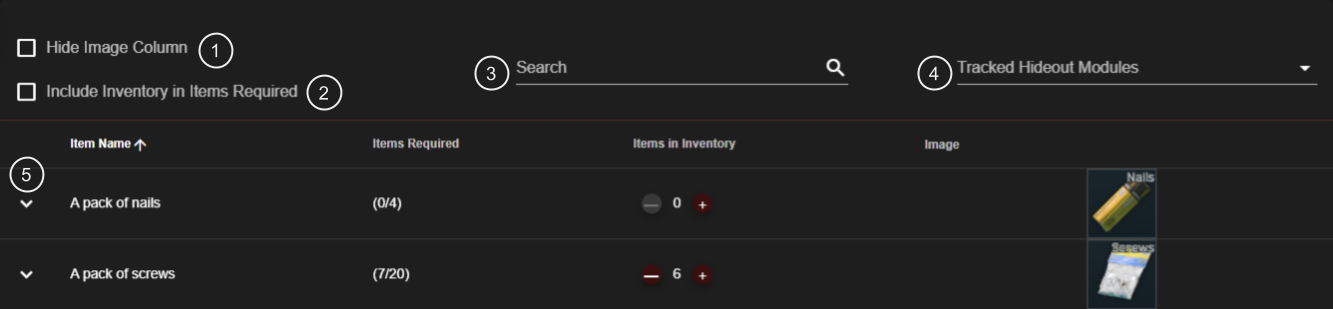 Hide Image Column 1
Include Inventory in Items Required 2
3 Search
4 Tracked Hideout Modules
Item Name Items Required Items in Inventory Image
5
A pack of nails (0/4) — 0 + Nails
A pack of screws (7/20) — 6 + Screws